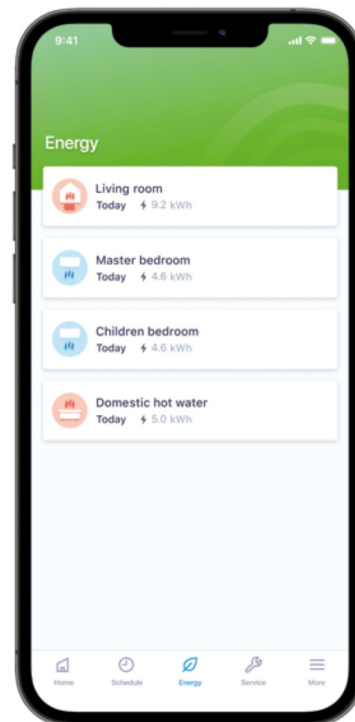 9:41
Energy
Living room
Today 9.2 kWh
Master bedroom
Today 4.6 kWh
Children bedroom
Today 4.6 kWh
Domestic hot water
Today 5.0 kWh
Home Schedule Energy Service More